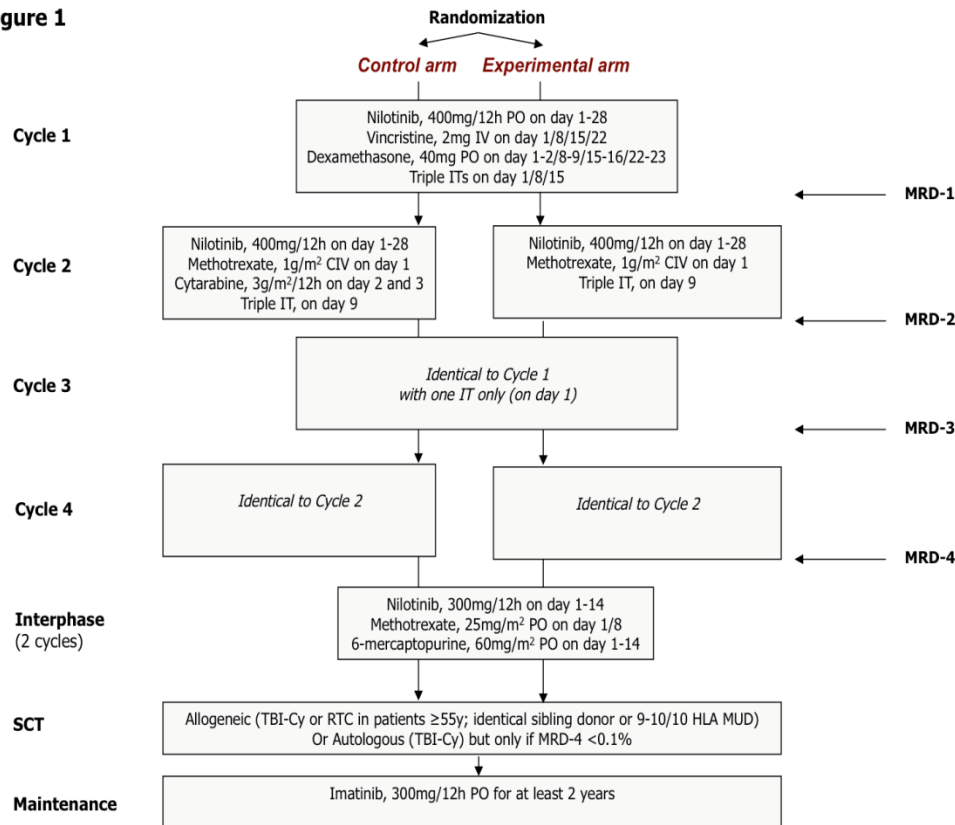 gure 1
Randomization
Control arm Experimental arm
Cycle 1
Nilotinib, 400mg/12h PO on day 1-28
Vincristine, 2mg IV on day 1/8/15/22
Dexamethasone, 40mg PO on day 1-2/8-9/15-16/22-23
Triple ITs on day 1/8/15
MRD-1
Cycle 2
Nilotinib, 400mg/12h on day 1-28
Methotrexate, 1g/m² CIV on day 1
Cytarabine, 3g/m²/12h on day 2 and 3
Triple IT, on day 9
Nilotinib, 400mg/12h on day 1-28
Methotrexate, 1g/m² CIV on day 1
Triple IT, on day 9
MRD-2
Cycle 3
Identical to Cycle 1
with one IT only (on day 1)
MRD-3
Cycle 4
Identical to Cycle 2
Identical to Cycle 2
MRD-4
Interphase
(2 cycles)
Nilotinib, 300mg/12h on day 1-14
Methotrexate, 25mg/m² PO on day 1/8
6-mercaptopurine, 60mg/m² PO on day 1-14
SCT
Allogeneic (TBI-Cy or RTC in patients ≥55y; identical sibling donor or 9-10/10 HLA MUD)
Or Autologous (TBI-Cy) but only if MRD-4 <0.1%
Maintenance
Imatinib, 300mg/12h PO for at least 2 years